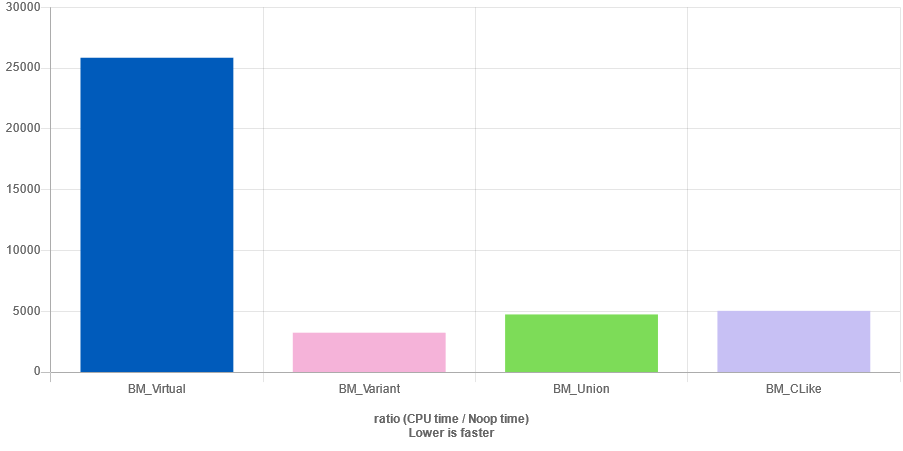 30000
25000
20000
15000
10000
5000
0
BM_Virtual BM_Variant BM_Union BM_CLike
ratio (CPU time / Noop time)
Lower is faster